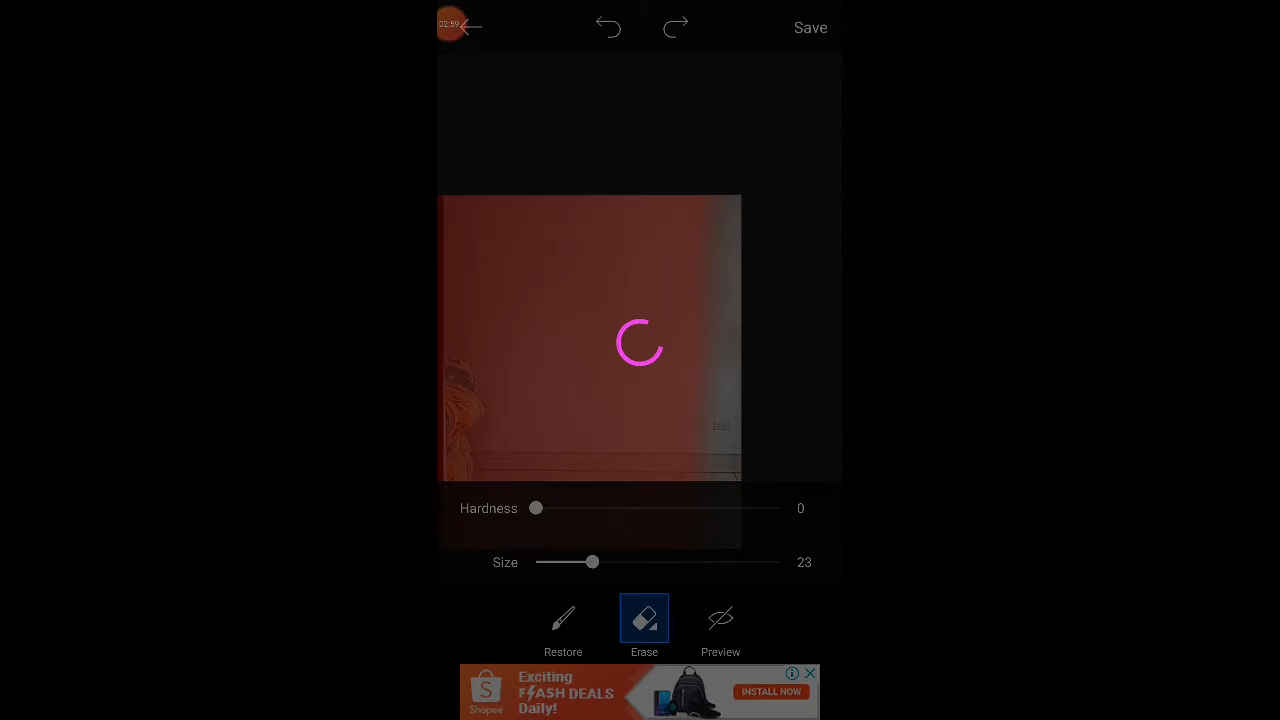 02:59
Save
Hardness 0
Size 23
Restore Erase Preview
Shopee
Exciting
FLASH DEALS
Daily!
INSTALL NOW